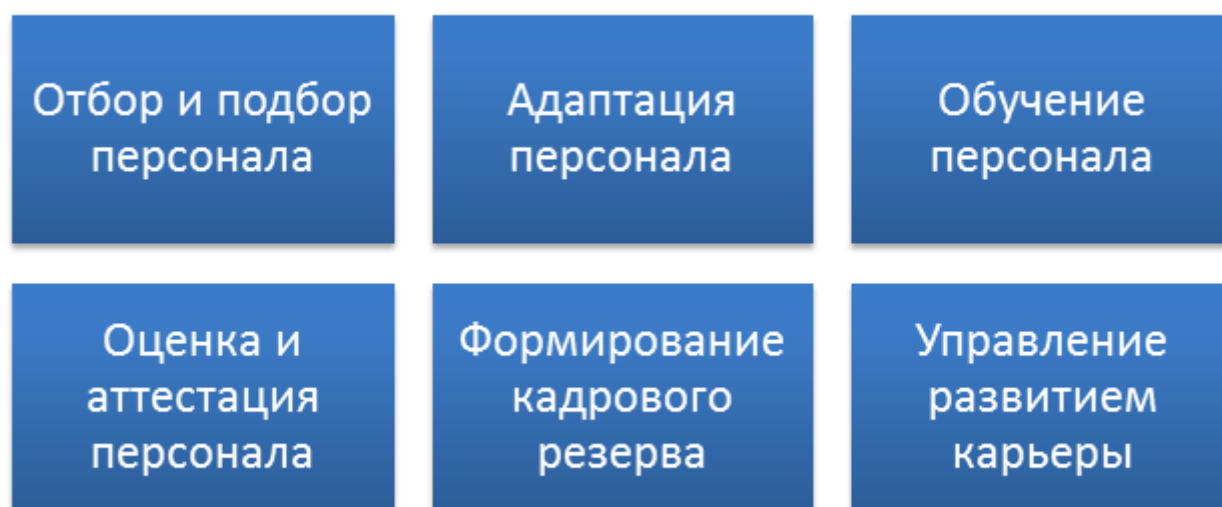 Отбор и подбор
персонала
Адаптация
персонала
Обучение
персонала
Оценка и
аттестация
персонала
Формирование
кадрового
резерва
Управление
развитием
карьеры